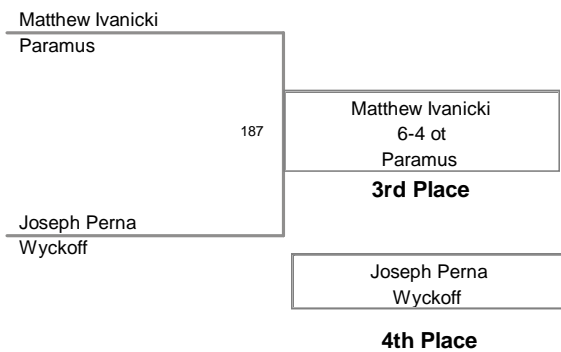 Matthew Ivanicki
Paramus
187
Matthew Ivanicki
6-4 ot
Paramus
3rd Place
Joseph Perna
Wyckoff
Joseph Perna
Wyckoff
4th Place